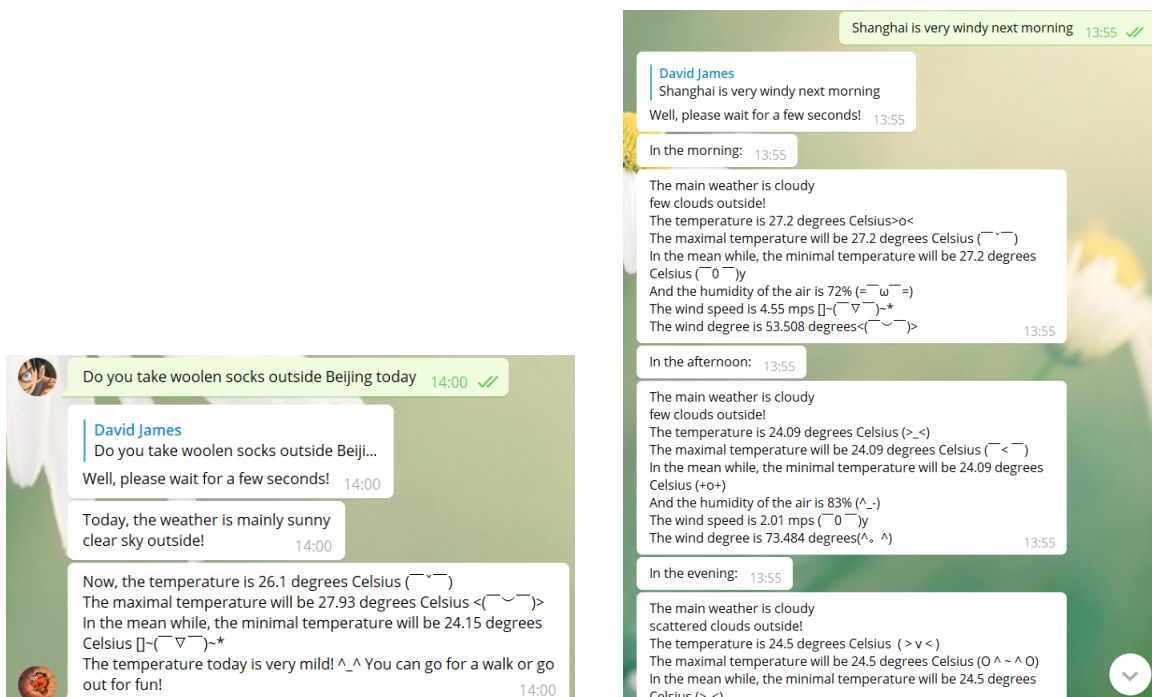 Do you take woolen socks outside Beijing today 14:00
David James
Do you take woolen socks outside Beiji...
Well, please wait for a few seconds! 14:00
Today, the weather is mainly sunny
clear sky outside! 14:00
Now, the temperature is 26.1 degrees Celsius (￣ˇ￣)
The maximal temperature will be 27.93 degrees Celsius <(￣︶￣)>
In the mean while, the minimal temperature will be 24.15 degrees
Celsius []~(￣▽￣)~*
The temperature today is very mild! ^_^ You can go for a walk or go
out for fun! 14:00
Shanghai is very windy next morning 13:55
David James
Shanghai is very windy next morning
Well, please wait for a few seconds! 13:55
In the morning: 13:55
The main weather is cloudy
few clouds outside!
The temperature is 27.2 degrees Celsius>o<
The maximal temperature will be 27.2 degrees Celsius (￣ˇ￣)
In the mean while, the minimal temperature will be 27.2 degrees
Celsius (￣0 ￣)y
And the humidity of the air is 72% (=￣ω￣=)
The wind speed is 4.55 mps []~(￣▽￣)~*
The wind degree is 53.508 degrees<(￣︶￣)> 13:55
In the afternoon: 13:55
The main weather is cloudy
few clouds outside!
The temperature is 24.09 degrees Celsius (>_<)
The maximal temperature will be 24.09 degrees Celsius (￣< ￣)
In the mean while, the minimal temperature will be 24.09 degrees
Celsius (+o+)
And the humidity of the air is 83% (^_-)
The wind speed is 2.01 mps (￣0 ￣)y
The wind degree is 73.484 degrees(^。^) 13:55
In the evening: 13:55
The main weather is cloudy
scattered clouds outside!
The temperature is 24.5 degrees Celsius ( > v < )
The maximal temperature will be 24.5 degrees Celsius (O ^ ~ ^ O)
In the mean while, the minimal temperature will be 24.5 degrees
Celsius (>_<)